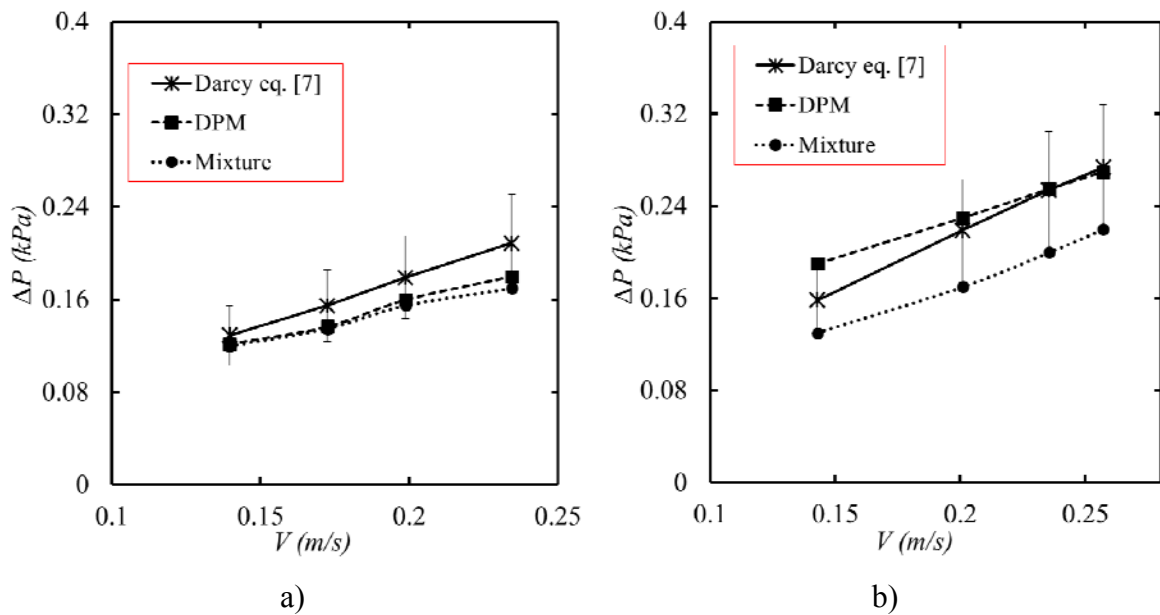 0.4
0.32
0.24
0.16
0.08
0
ΔP (kPa)
Darcy eq. [7]
DPM
Mixture
0.1
0.15
0.2
0.25
V (m/s)
a)
0.4
0.32
0.24
0.16
0.08
0
ΔP (kPa)
Darcy eq. [7]
DPM
Mixture
0.1
0.15
0.2
0.25
V (m/s)
b)